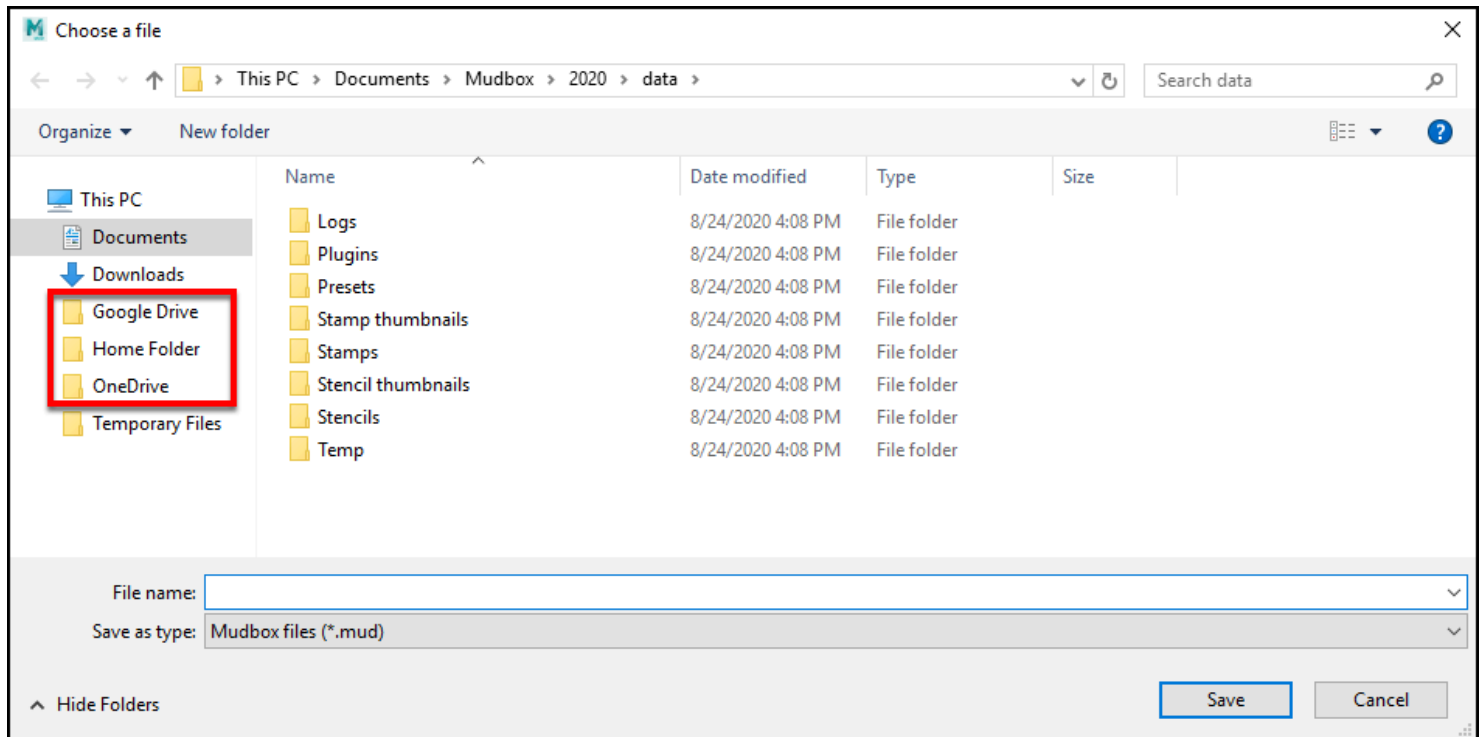 Choose a file
This PC > Documents > Mudbox > 2020 > data >
Search data
Organize
New folder
Name
Date modified
Type
Size
This PC
Documents
Downloads
Google Drive
Home Folder
OneDrive
Temporary Files
Logs 8/24/2020 4:08 PM File folder
Plugins 8/24/2020 4:08 PM File folder
Presets 8/24/2020 4:08 PM File folder
Stamp thumbnails 8/24/2020 4:08 PM File folder
Stamps 8/24/2020 4:08 PM File folder
Stencil thumbnails 8/24/2020 4:08 PM File folder
Stencils 8/24/2020 4:08 PM File folder
Temp 8/24/2020 4:08 PM File folder
File name:
Save as type: Mudbox files (*.mud)
Hide Folders
Save
Cancel